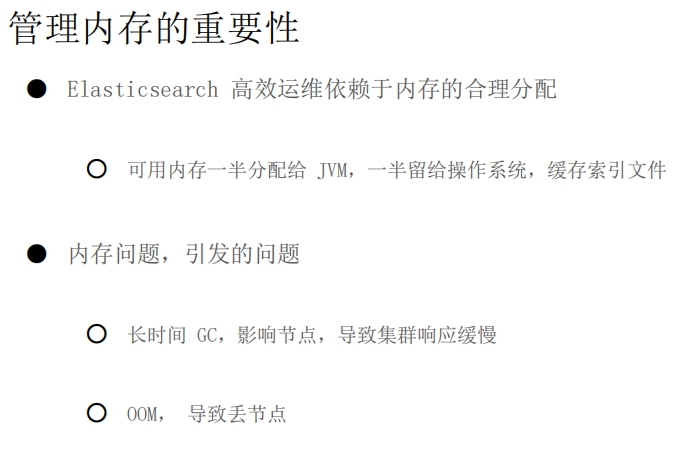 管理内存的重要性
● Elasticsearch 高效运维依赖于内存的合理分配
○ 可用内存一半分配给 JVM，一半留给操作系统，缓存索引文件
● 内存问题，引发的问题
○ 长时间 GC，影响节点，导致集群响应缓慢
○ OOM， 导致丢节点